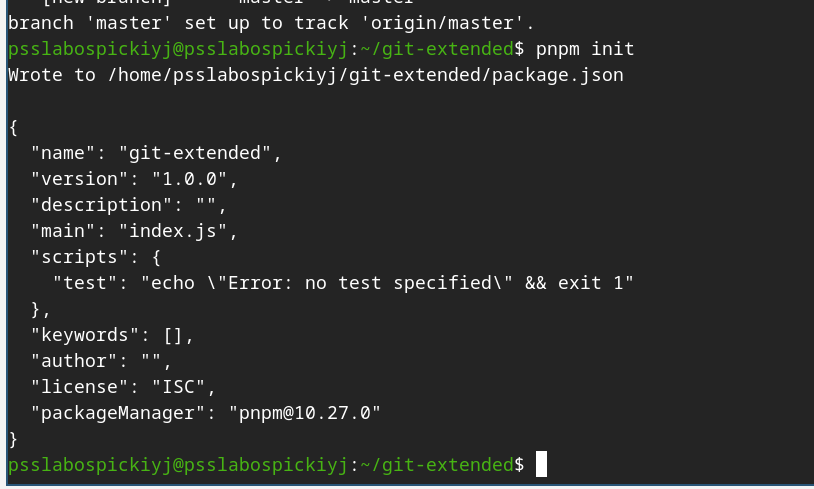 branch 'master' set up to track 'origin/master'.
psslabospickiyj@psslabospickiyj:~/git-extended$ pnpm init
Wrote to /home/psslabospickiyj/git-extended/package.json
{
  "name": "git-extended",
  "version": "1.0.0",
  "description": "",
  "main": "index.js",
  "scripts": {
    "test": "echo \"Error: no test specified\" && exit 1"
  },
  "keywords": [],
  "author": "",
  "license": "ISC",
  "packageManager": "pnpm@10.27.0"
}
psslabospickiyj@psslabospickiyj:~/git-extended$